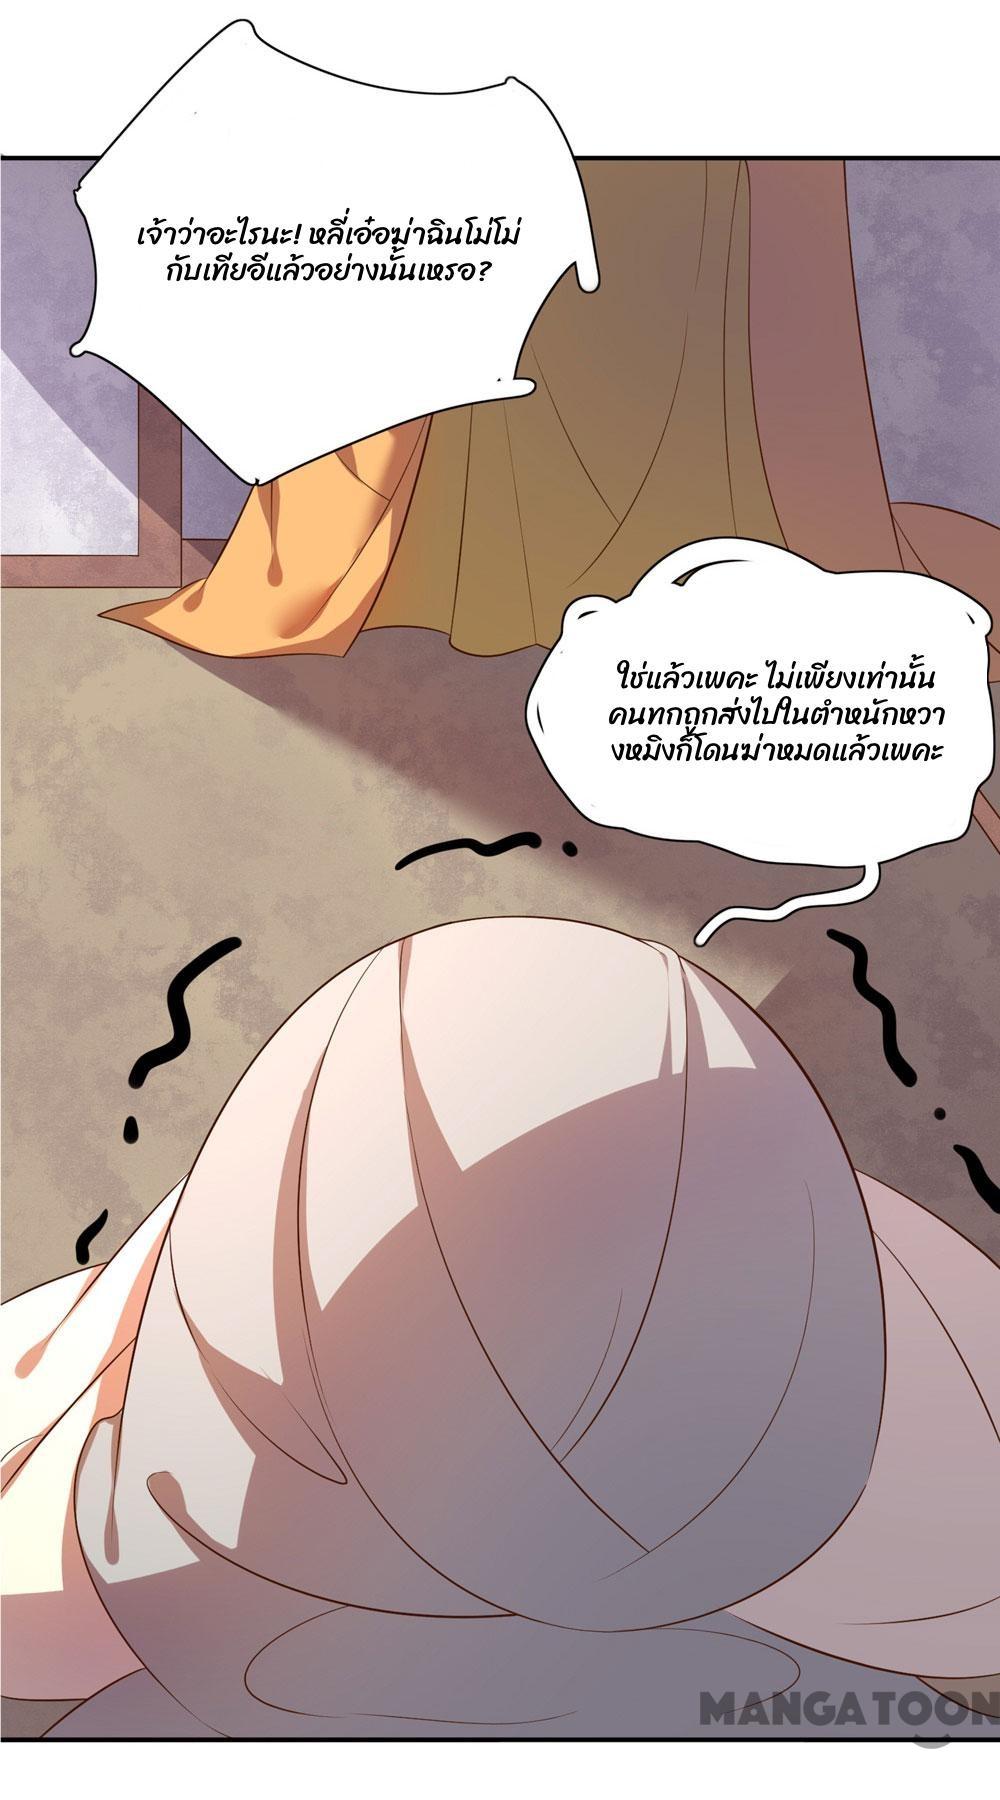 เจ้าว่าอะไรนะ! หลี่เอ๋อฆ่าฉินโม่โม่
กับเทียอีแล้วอย่างนั้นเหรอ?
ใช่แล้วเพคะ ไม่เพียงเท่านั้น
คนทกถูกส่งไปในตำหนักหวา
งหมิงก็โดนฆ่าหมดแล้วเพคะ
MANGATOON